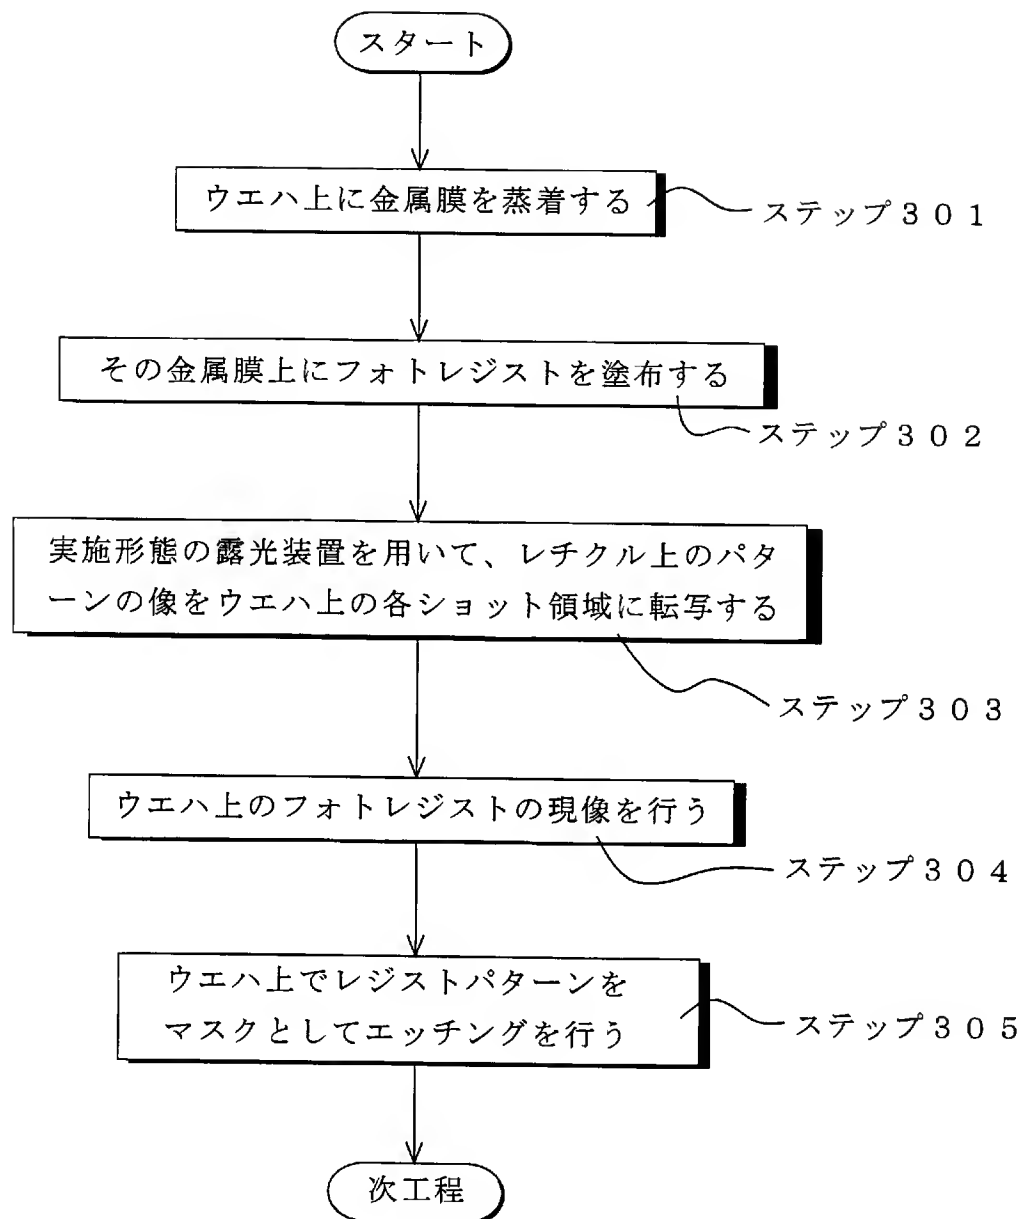 スタート
ウエハ上に金属膜を蒸着する
ステップ301
その金属膜上にフォトレジストを塗布する
ステップ302
実施形態の露光装置を用いて、レチクル上のパタ
ーンの像をウエハ上の各ショット領域に転写する
ステップ303
ウエハ上のフォトレジストの現像を行う
ステップ304
ウエハ上でレジストパターンを
マスクとしてエッチングを行う
ステップ305
次工程